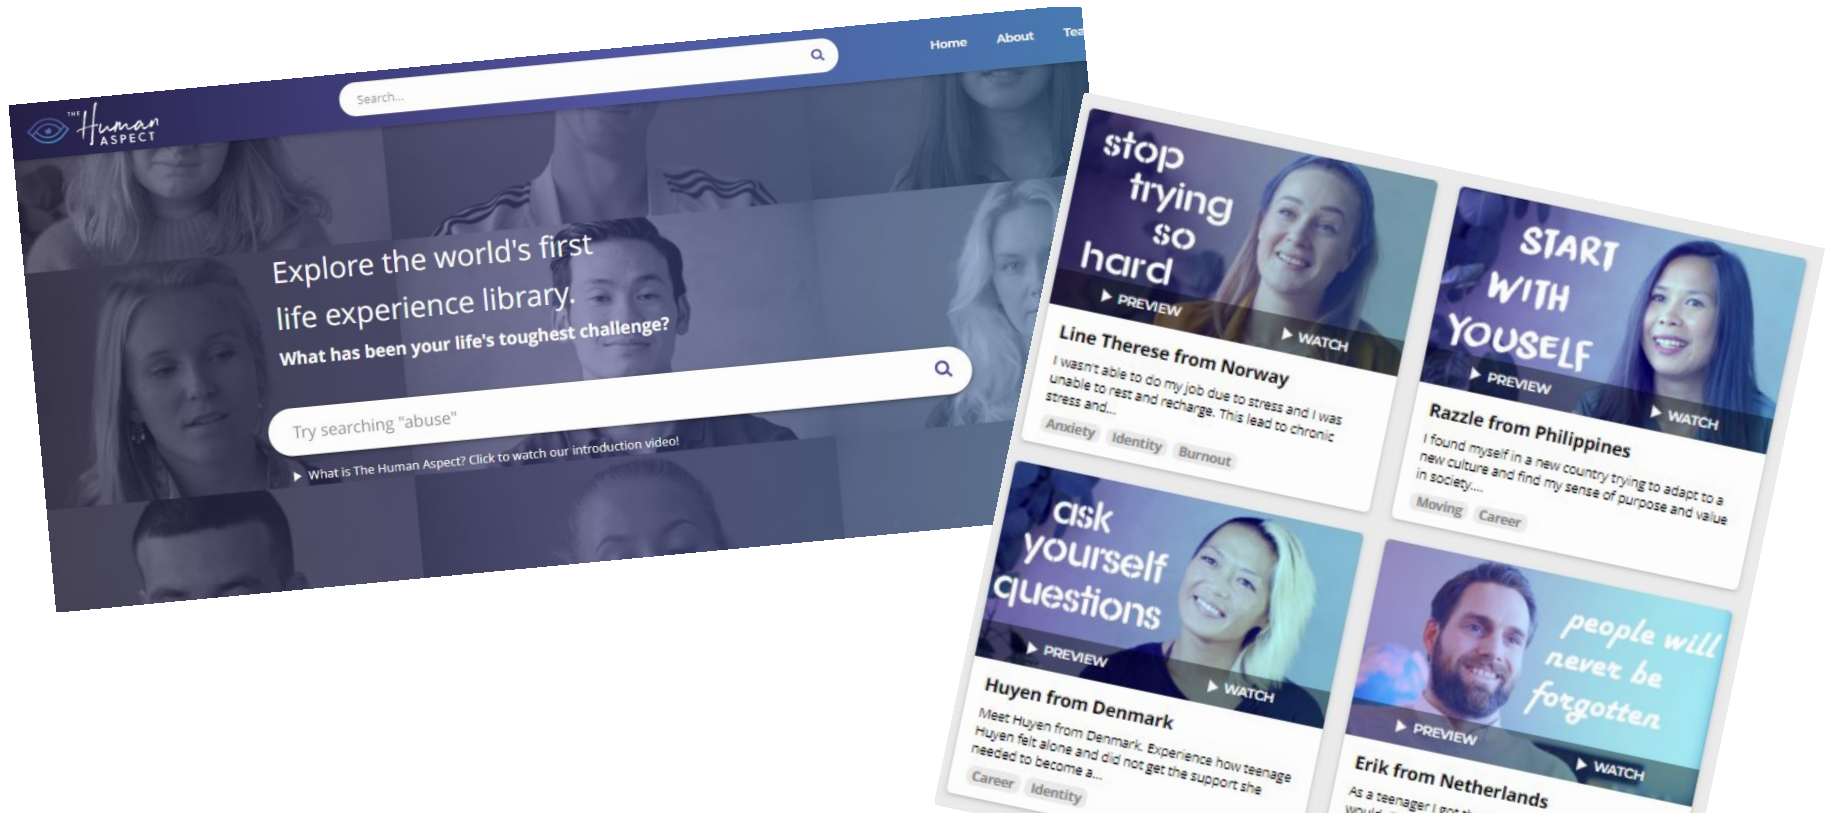 THE
Human
ASPECT
Search...
Home
About
Explore the world's first
life experience library.
What has been your life's toughest challenge?
Try searching "abuse"
What is The Human Aspect? Click to watch our introduction video!
stop
trying
so
hard
PREVIEW
WATCH
Line Therese from Norway
I wasn't able to do my job due to stress and I was
unable to rest and recharge. This lead to chronic
stress and...
Anxiety
Identity
Burnout
START
WITH
YOUSELF
PREVIEW
WATCH
Razzle from Philippines
I found myself in a new country trying to adapt to a
new culture and find my sense of purpose and value
in society....
Moving
Career
ask
yourself
questions
PREVIEW
WATCH
Huyen from Denmark
Meet Huyen from Denmark. Experience how teenage
Huyen felt alone and did not get the support she
needed to become a...
Career
Identity
people will
never be
forgotten
PREVIEW
WATCH
Erik from Netherlands
As a teenager I got